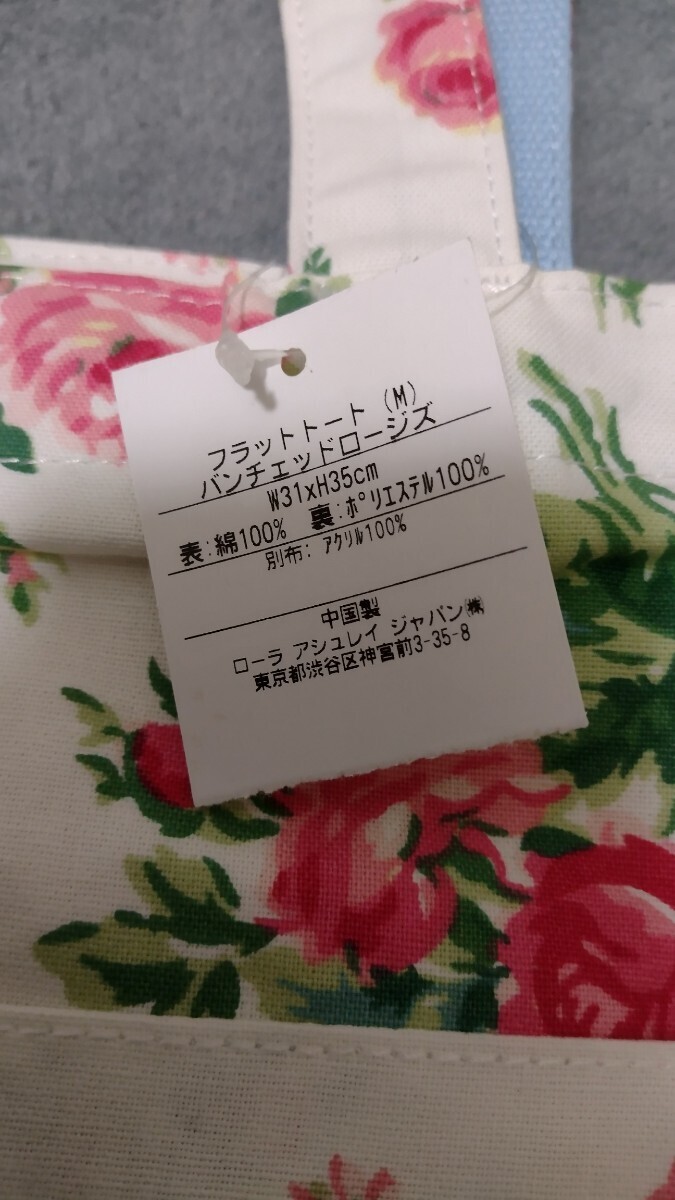 フラットトート (M)
バンチェッドロージズ
W31xH35cm
表:綿100% 裏:ﾎﾟﾘｴｽﾃﾙ100%
別布: ｱｸﾘﾙ100%
中国製
ローラ アシュレイ ジャパン㈱
東京都渋谷区神宮前3-35-8